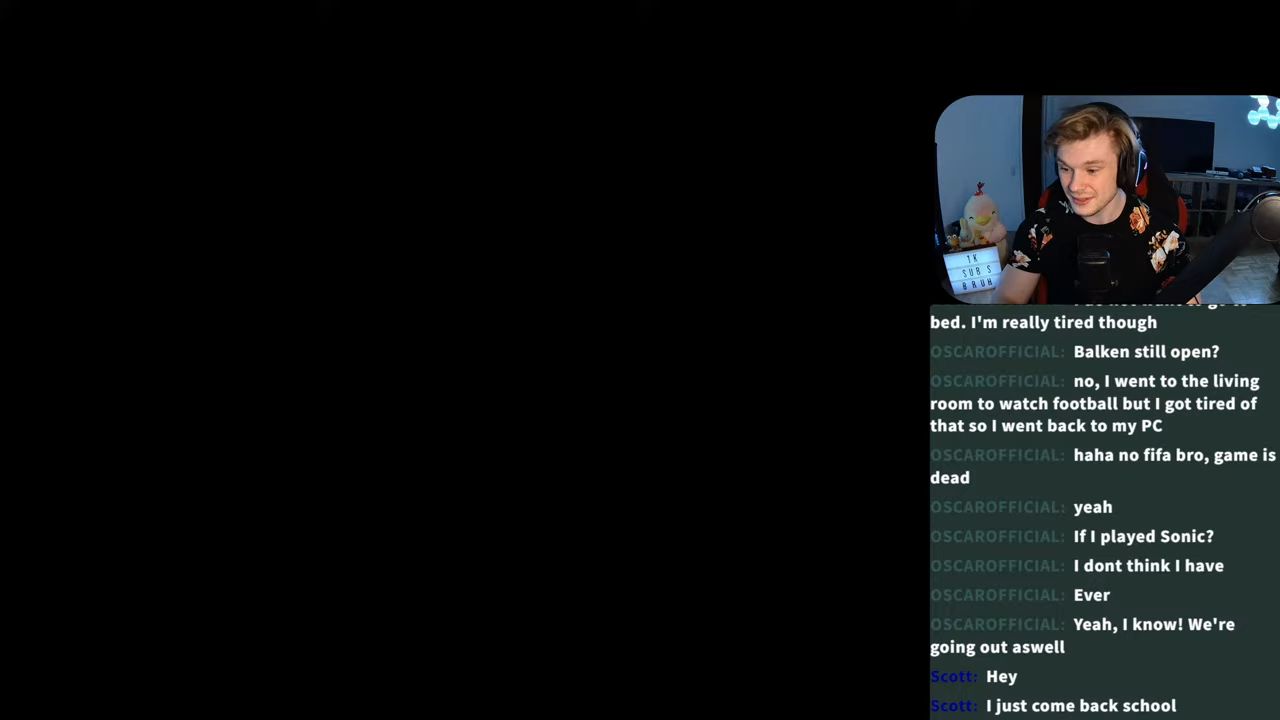 1K
SUBS
BRUH
bed. I'm really tired though
OSCAROFFICIAL: Balken still open?
OSCAROFFICIAL: no, I went to the living
room to watch football but I got tired of
that so I went back to my PC
OSCAROFFICIAL: haha no fifa bro, game is
dead
OSCAROFFICIAL: yeah
OSCAROFFICIAL: If I played Sonic?
OSCAROFFICIAL: I dont think I have
OSCAROFFICIAL: Ever
OSCAROFFICIAL: Yeah, I know! We're
going out aswell
Scott: Hey
Scott: I just come back school